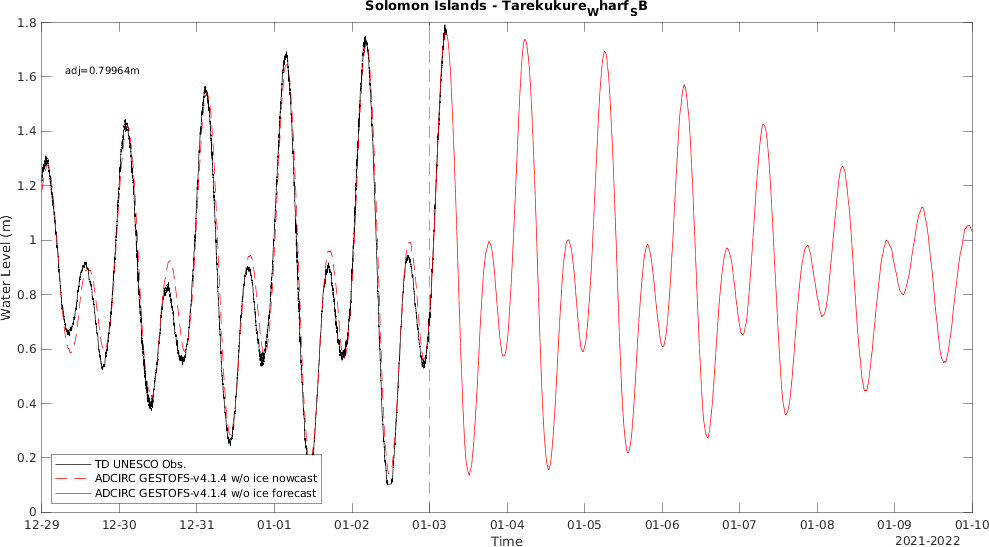 Solomon Islands - TarekukureWharfSB
1.8
1.6
adj=0.79964m
1.4
1.2
1
0.8
0.6
0.4
0.2
0
Water Level (m)
TD UNESCO Obs.
ADCIRC GESTOFS-v4.1.4 w/o ice nowcast
ADCIRC GESTOFS-v4.1.4 w/o ice forecast
12-29 12-30 12-31 01-01 01-02 01-03 01-04 01-05 01-06 01-07 01-08 01-09 01-10
Time
2021-2022